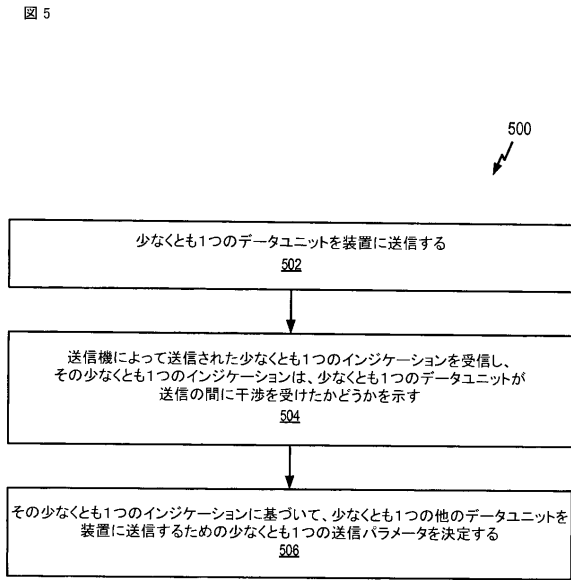 図 5
500
少なくとも1つのデータユニットを装置に送信する
502
送信機によって送信された少なくとも1つのインジケーションを受信し、
その少なくとも1つのインジケーションは、少なくとも1つのデータユニットが
送信の間に干渉を受けたかどうかを示す
504
その少なくとも1つのインジケーションに基づいて、少なくとも1つの他のデータユニットを
装置に送信するための少なくとも1つの送信パラメータを決定する
506